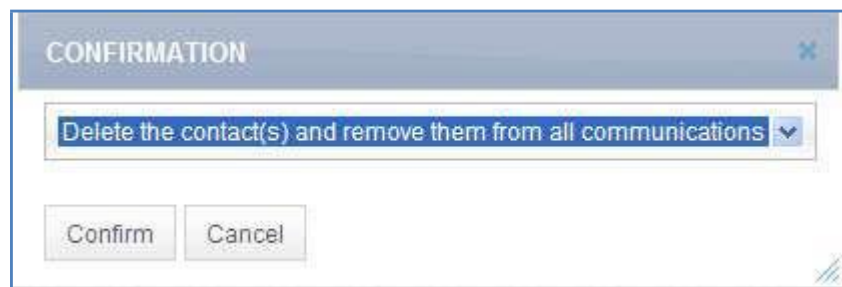 CONFIRMATION
Delete the contact(s) and remove them from all communications
Confirm Cancel